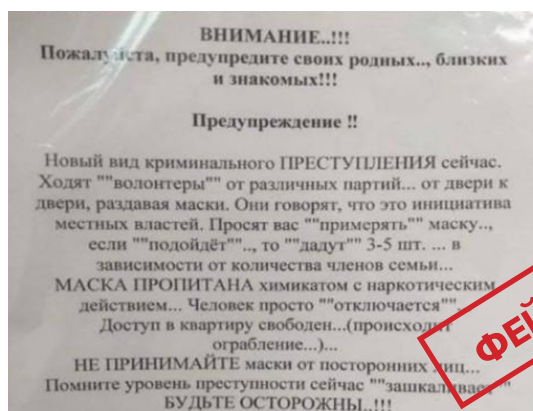 ВНИМАНИЕ..!!!
Пожалуйста, предупредите своих родных.., близких
и знакомых!!!
Предупреждение !!
Новый вид криминального ПРЕСТУПЛЕНИЯ сейчас.
Ходят ""волонтеры"" от различных партий... от двери к
двери, раздавая маски. Они говорят, что это инициатива
местных властей. Просят вас ""примерять"" маску..,
если ""подойдёт"".., то ""дадут"" 3-5 шт. ... в
зависимости от количества членов семьи...
МАСКА ПРОПИТАНА химикатом с наркотическим
действием... Человек просто ""отключается"".
Доступ в квартиру свободен...(происходит
ограбление...)...
НЕ ПРИНИМАЙТЕ маски от посторонних лиц...
Помните уровень преступности сейчас ""зашкаливает""
БУДЬТЕ ОСТОРОЖНЫ..!!!